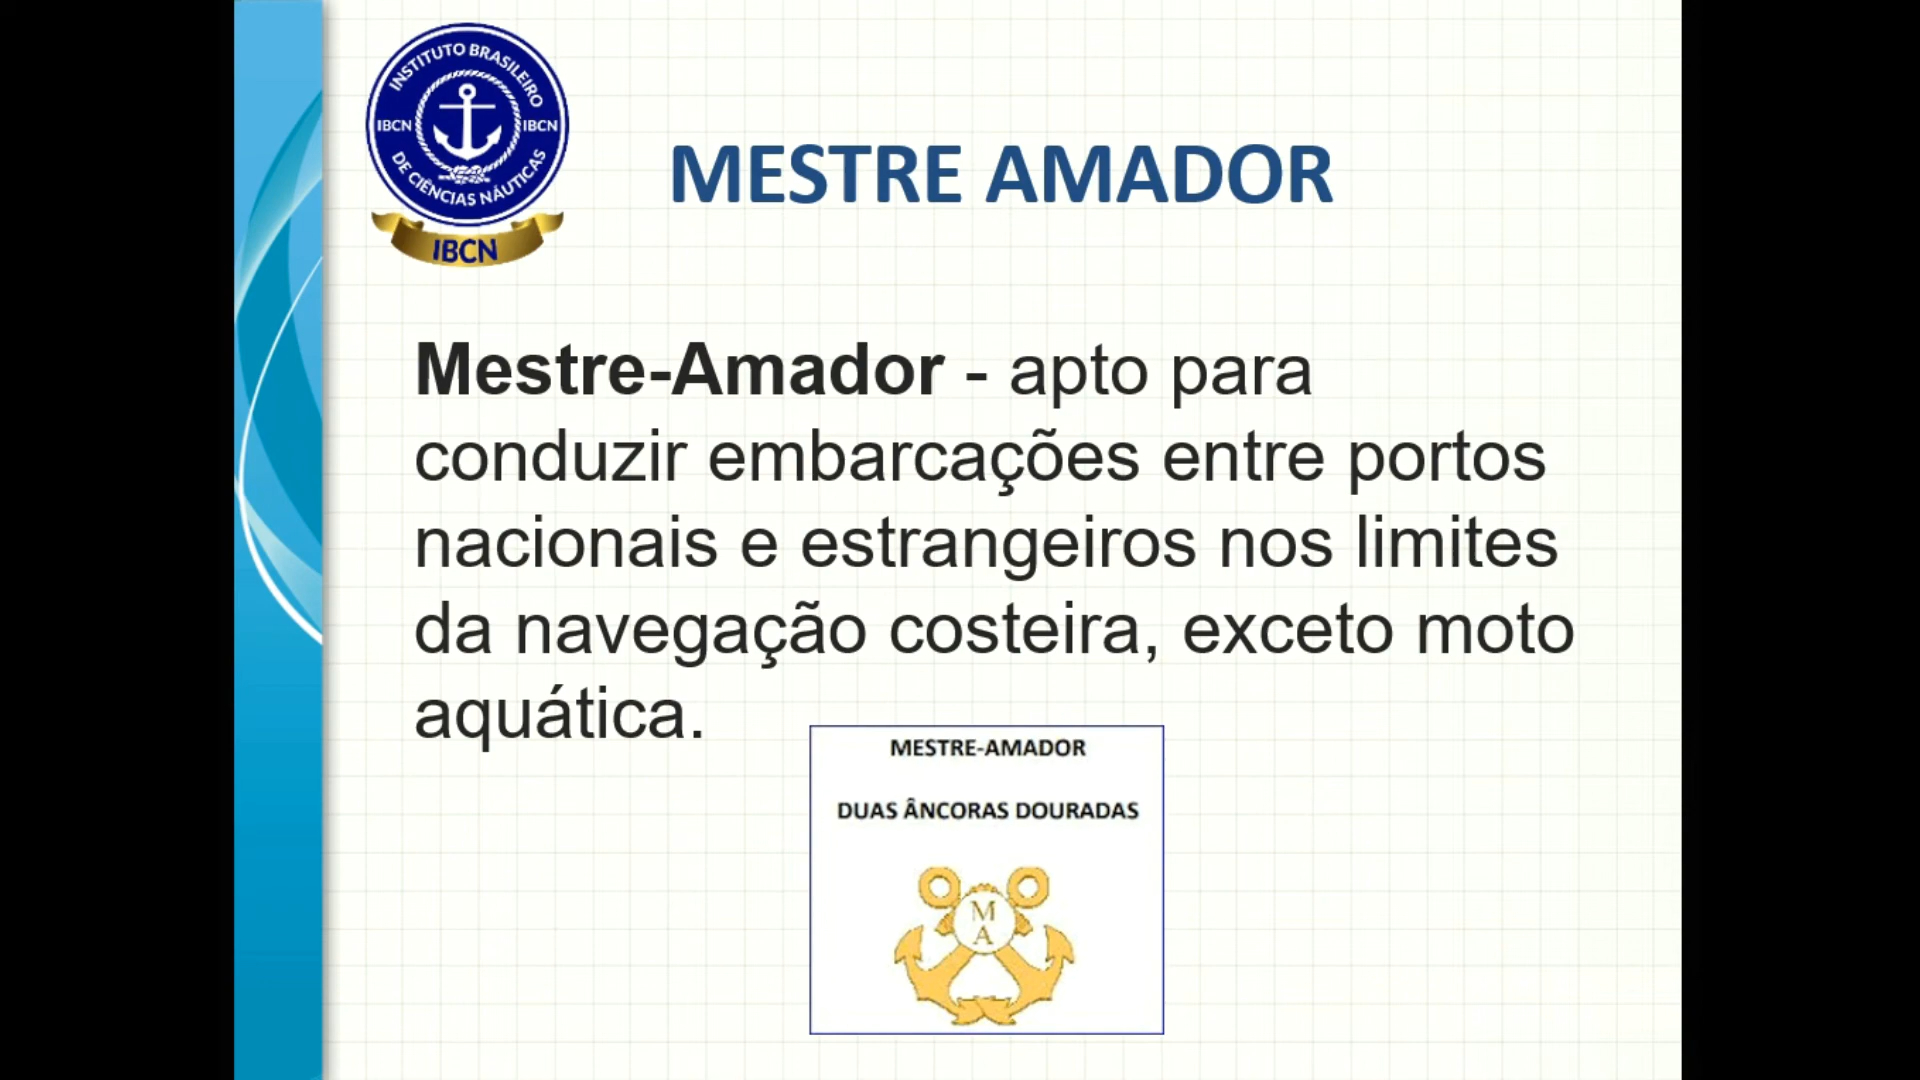 INSTITUTO BRASILEIRO
IBCN IBCN
DE CIÊNCIAS NÁUTICAS
IBCN
MESTRE AMADOR
Mestre-Amador - apto para
conduzir embarcações entre portos
nacionais e estrangeiros nos limites
da navegação costeira, exceto moto
aquática.
MESTRE-AMADOR
DUAS ÂNCORAS DOURADAS
M
A